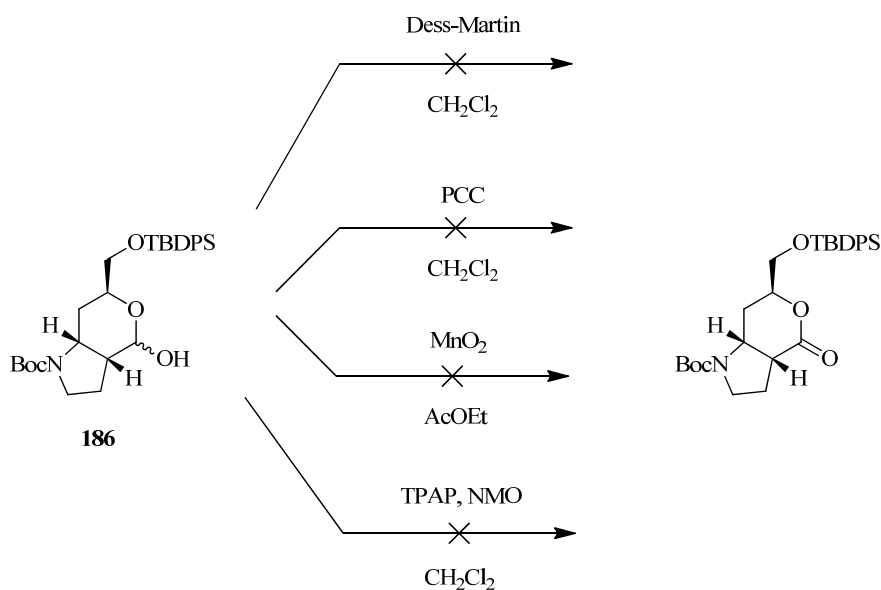 Dess-Martin
CH2Cl2
PCC
CH2Cl2
MnO2
AcOEt
TPAP, NMO
CH2Cl2
OTBDPS
O
H
OH
BocN
H
186
OTBDPS
O
H
O
BocN
H